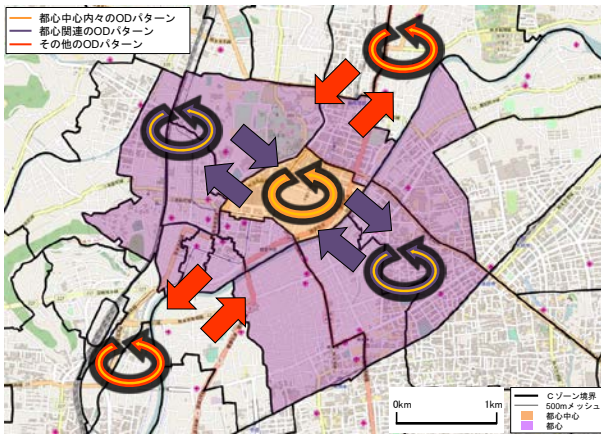 都心中心内々のODパターン
都心関連のODパターン
その他のODパターン
0km 1km
Cゾーン境界
500mメッシュ
都心中心
都心